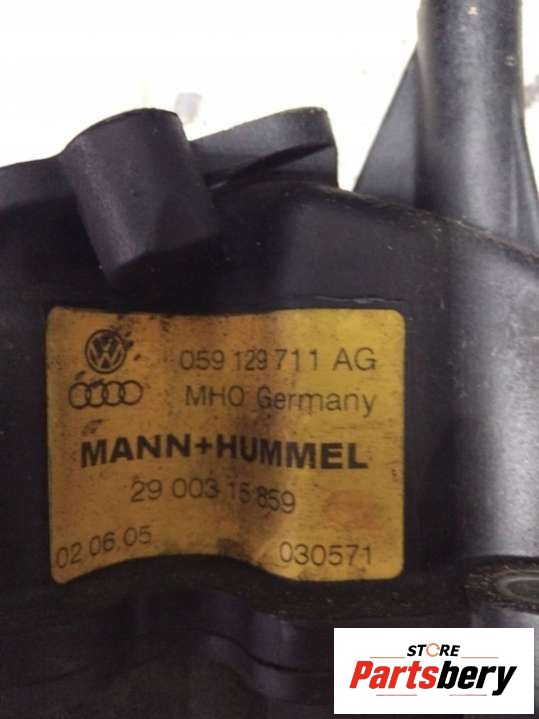 059 129 711 AG
MHO Germany
MANN+HUMMEL
29 003 15 859
02.06.05 030571
STORE
Partsbery